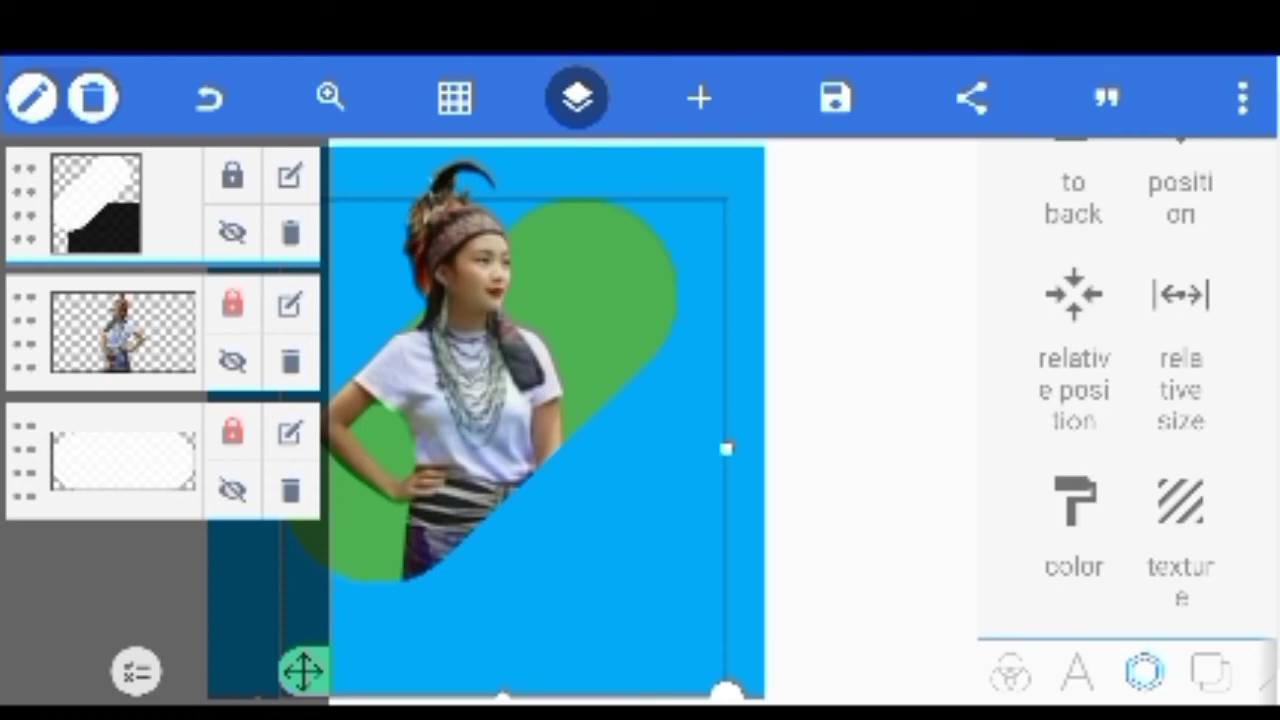 to
back
positi
on
relativ
e posi
tion
rela
tive
size
color
textur
e